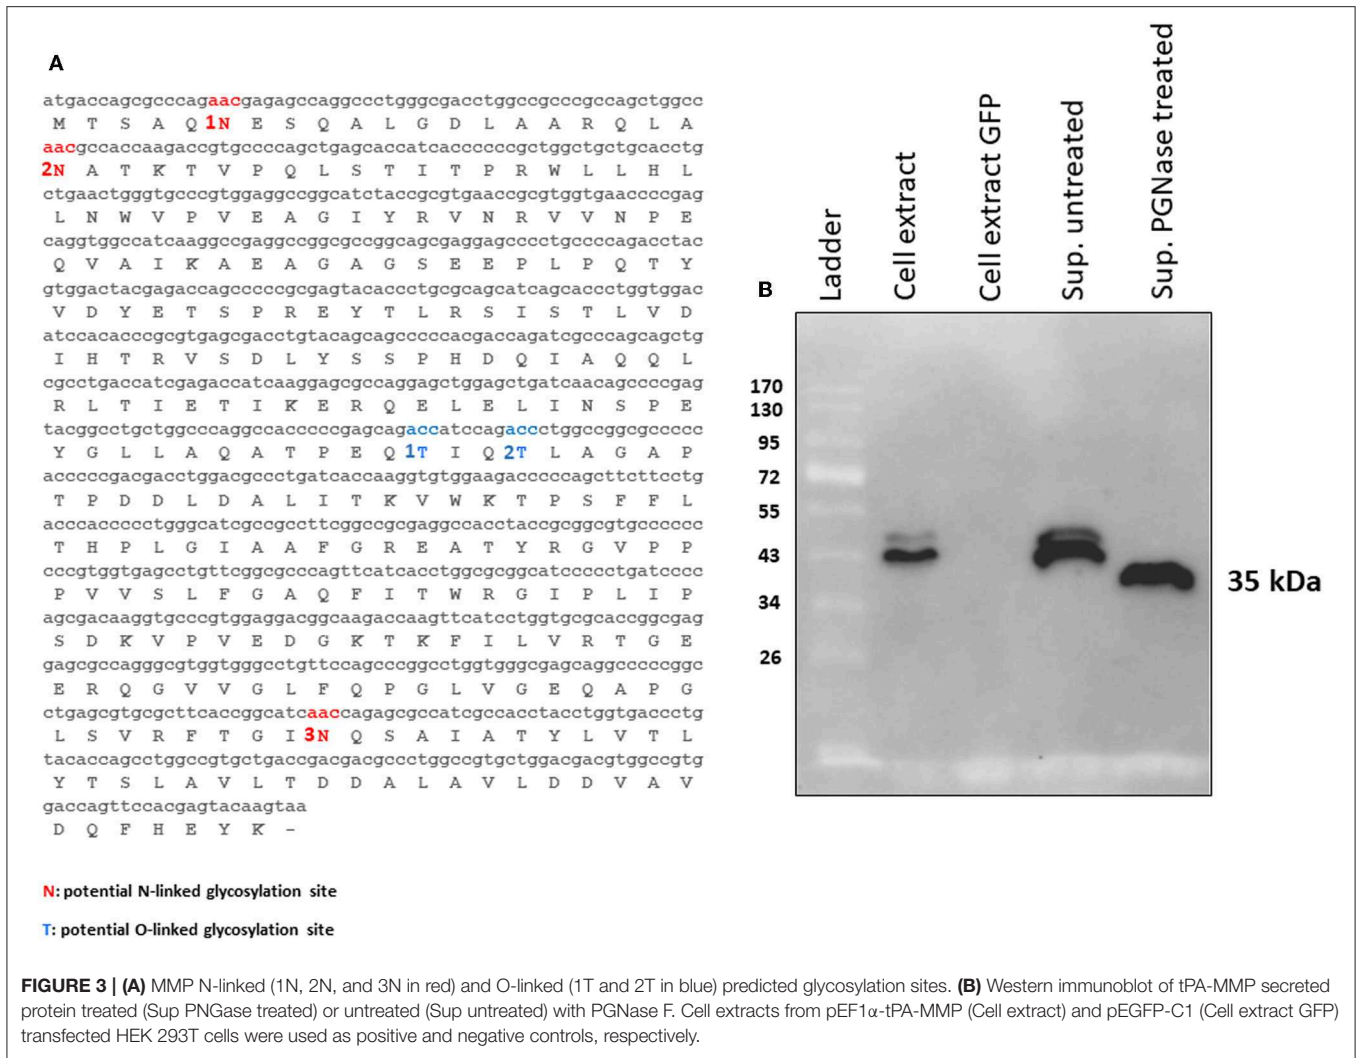 A
atgaccagcgcccagaacgagagccaggccctgggcgacctggccgcccgccagctggcc
M T S A Q 1N E S Q A L G D L A A R Q L A
aacgccaccaagaccgtgccccagctgagcaccatcaccccccgctggctgctgcacctg
2N A T K T V P Q L S T I T P R W L L H L
ctgaactgggtgcccgtggaggccggcatctaccgcgtgaaccgcgtggtgaaccccgag
L N W V P V E A G I Y R V N R V V N P E
caggtggccatcaaggccgaggccggcgccggcagcgaggagcccctgccccagacctac
Q V A I K A E A G A G S E E P L P Q T Y
gtggactacgagaccagcccccgcgagtacaccctgcgcagcatcagcaccctggtggac
V D Y E T S P R E Y T L R S I S T L V D
atccacacccgcgtgagcgacctgtacagcagcccccacgaccagatcgcccagcagctg
I H T R V S D L Y S S P H D Q I A Q Q L
cgcctgaccatcgagaccatcaaggagcgccaggagctggagctgatcaacagccccgag
R L T I E T I K E R Q E L E L I N S P E
tacggcctgctggcccaggccacccccgagcagaccatccagaccctggccggcgccccc
Y G L L A Q A T P E Q 1T I Q 2T L A G A P
acccccgacgacctggacgccctgatcaccaaggtgtggaagacccccagcttcttcctg
T P D D L D A L I T K V W K T P S F F L
acccaccccctgggcatcgccgccttcggccgcgaggccacctaccgcggcgtgcccccc
T H P L G I A A F G R E A T Y R G V P P
cccgtggtgagcctgttcggcgcccagttcatcacctggcgcggcatccccctgatcccc
P V V S L F G A Q F I T W R G I P L I P
agcgacaaggtgcccgtggaggacggcaagaccaagttcatcctggtgcgcaccggcgag
S D K V P V E D G K T K F I L V R T G E
gagcgccagggcgtggtgggcctgttccagcccggcctggtgggcgagcaggcccccggc
E R Q G V V G L F Q P G L V G E Q A P G
ctgagcgtgcgcttcaccggcatcaaccagagcgccatcgccacctacctggtgaccctg
L S V R F T G I 3N Q S A I A T Y L V T L
tacaccagcctggccgtgctgaccgacgacgccctggccgtgctggacgacgtggccgtg
Y T S L A V L T D D A L A V L D D V A V
gaccagttccacgagtacaagtaa
D Q F H E Y K –
N: potential N-linked glycosylation site
T: potential O-linked glycosylation site
B
Ladder
Cell extract
Cell extract GFP
Sup. untreated
Sup. PGNase treated
170
130
95
72
55
43
34
26
35 kDa
FIGURE 3 | (A) MMP N-linked (1N, 2N, and 3N in red) and O-linked (1T and 2T in blue) predicted glycosylation sites. (B) Western immunoblot of tPA-MMP secreted
protein treated (Sup PNGase treated) or untreated (Sup untreated) with PGNase F. Cell extracts from pEF1α-tPA-MMP (Cell extract) and pEGFP-C1 (Cell extract GFP)
transfected HEK 293T cells were used as positive and negative controls, respectively.